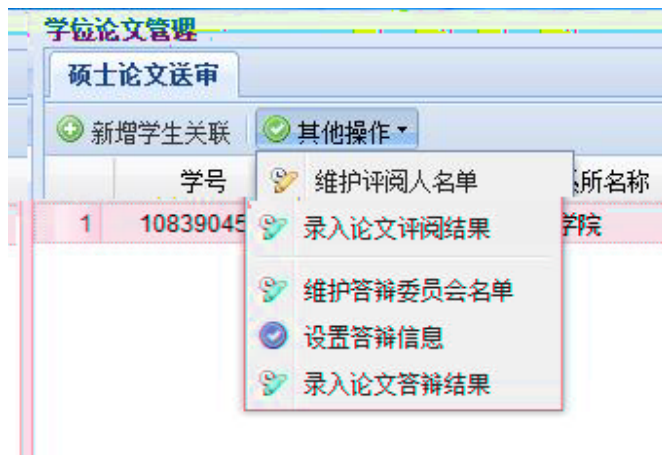 学位论文管理
硕士论文送审
新增学生关联 其他操作
学号 所名称
1 10839045 学院
维护评阅人名单
录入论文评阅结果
维护答辩委员会名单
设置答辩信息
录入论文答辩结果